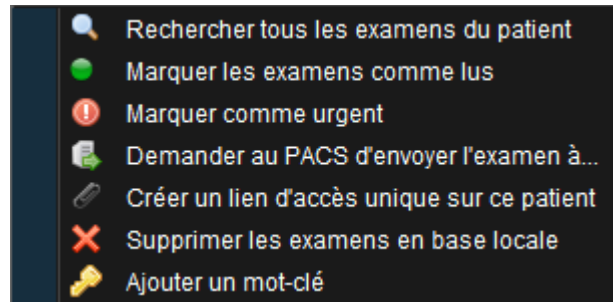 Rechercher tous les examens du patient
Marquer les examens comme lus
Marquer comme urgent
Demander au PACS d'envoyer l'examen à...
Créer un lien d'accès unique sur ce patient
Supprimer les examens en base locale
Ajouter un mot-clé